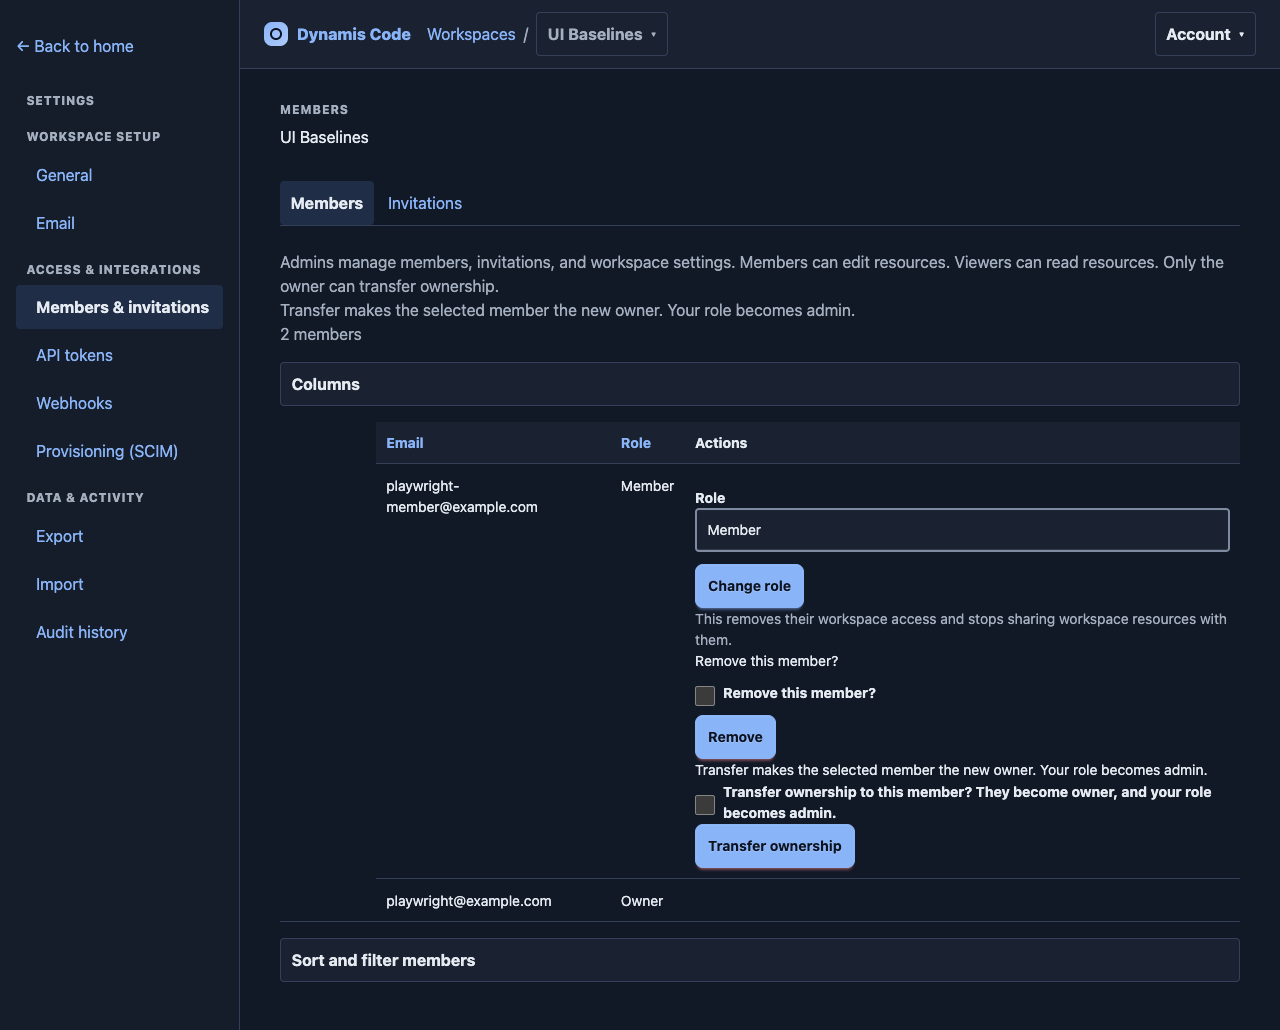 ← Back to home
SETTINGS
WORKSPACE SETUP
General
Email
ACCESS & INTEGRATIONS
Members & invitations
API tokens
Webhooks
Provisioning (SCIM)
DATA & ACTIVITY
Export
Import
Audit history
Dynamis Code Workspaces / UI Baselines ▾ Account ▾
MEMBERS
UI Baselines
Members Invitations
Admins manage members, invitations, and workspace settings. Members can edit resources. Viewers can read resources. Only the
owner can transfer ownership.
Transfer makes the selected member the new owner. Your role becomes admin.
2 members
Columns
Email Role Actions
playwright-
member@example.com
Member
Role
Member
Change role
This removes their workspace access and stops sharing workspace resources with
them.
Remove this member?
Remove this member?
Remove
Transfer makes the selected member the new owner. Your role becomes admin.
Transfer ownership to this member? They become owner, and your role
becomes admin.
Transfer ownership
playwright@example.com Owner
Sort and filter members